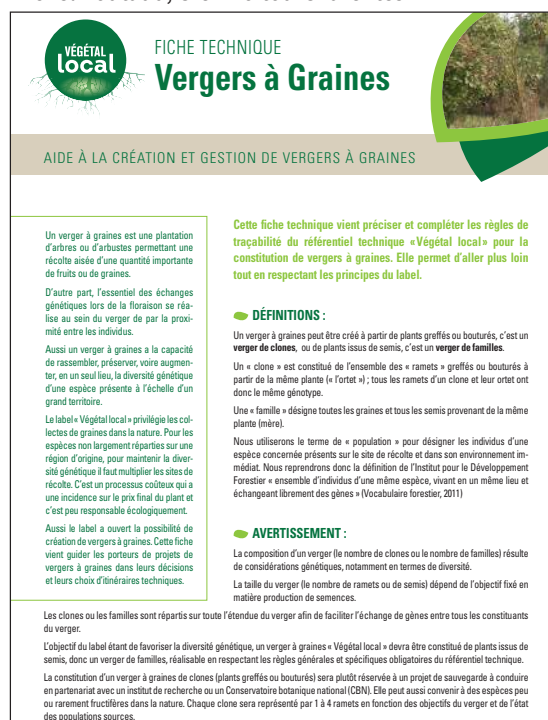 VÉGÉTAL
local
FICHE TECHNIQUE
Vergers à Graines
AIDE À LA CRÉATION ET GESTION DE VERGERS À GRAINES
Un verger à graines est une plantation
d'arbres ou d'arbustes permettant une
récolte aisée d'une quantité importante
de fruits ou de graines.
D'autre part, l'essentiel des échanges
génétiques lors de la floraison se réa-
lise au sein du verger de par la proxi-
mité entre les individus.
Aussi un verger à graines a la capacité
de rassembler, préserver, voire augmen-
ter, en un seul lieu, la diversité génétique
d'une espèce présente à l'échelle d'un
grand territoire.
Le label « Végétal local » privilégie les col-
lectes de graines dans la nature. Pour les
espèces non largement réparties sur une
région d'origine, pour maintenir la diver-
sité génétique il faut multiplier les sites de
récolte. C'est un processus coûteux qui a
une incidence sur le prix final du plant et
c'est peu responsable écologiquement.
Aussi le label a ouvert la possibilité de
création de vergers à graines. Cette fiche
vient guider les porteurs de projets de
vergers à graines dans leurs décisions
et leurs choix d'itinéraires techniques.
Cette fiche technique vient préciser et compléter les règles de
traçabilité du référentiel technique «Végétal local» pour la
constitution de vergers à graines. Elle permet d'aller plus loin
tout en respectant les principes du label.
DÉFINITIONS :
Un verger à graines peut être créé à partir de plants greffés ou bouturés, c'est un
verger de clones, ou de plants issus de semis, c'est un verger de familles.
Un « clone » est constitué de l'ensemble des « ramets » greffés ou bouturés à
partir de la même plante (« l'ortet ») ; tous les ramets d'un clone et leur ortet ont
donc le même génotype.
Une « famille » désigne toutes les graines et tous les semis provenant de la même
plante (mère).
Nous utiliserons le terme de « population » pour désigner les individus d'une
espèce concernée présents sur le site de récolte et dans son environnement im-
médiat. Nous reprendrons donc la définition de l'Institut pour le Développement
Forestier « ensemble d'individus d'une même espèce, vivant en un même lieu et
échangeant librement des gènes » (Vocabulaire forestier, 2011)
AVERTISSEMENT :
La composition d'un verger (le nombre de clones ou le nombre de familles) résulte
de considérations génétiques, notamment en termes de diversité.
La taille du verger (le nombre de ramets ou de semis) dépend de l'objectif fixé en
matière production de semences.
Les clones ou les familles sont répartis sur toute l'étendue du verger afin de faciliter l'échange de gènes entre tous les constituants
du verger.
L'objectif du label étant de favoriser la diversité génétique, un verger à graines « Végétal local » devra être constitué de plants issus de
semis, donc un verger de familles, réalisable en respectant les règles générales et spécifiques obligatoires du référentiel technique.
La constitution d'un verger à graines de clones (plants greffés ou bouturés) sera plutôt réservée à un projet de sauvegarde à conduire
en partenariat avec un institut de recherche ou un Conservatoire botanique national (CBN). Elle peut aussi convenir à des espèces peu
ou rarement fructifères dans la nature. Chaque clone sera représenté par 1 à 4 ramets en fonction des objectifs du verger et de l'état
des populations sources.